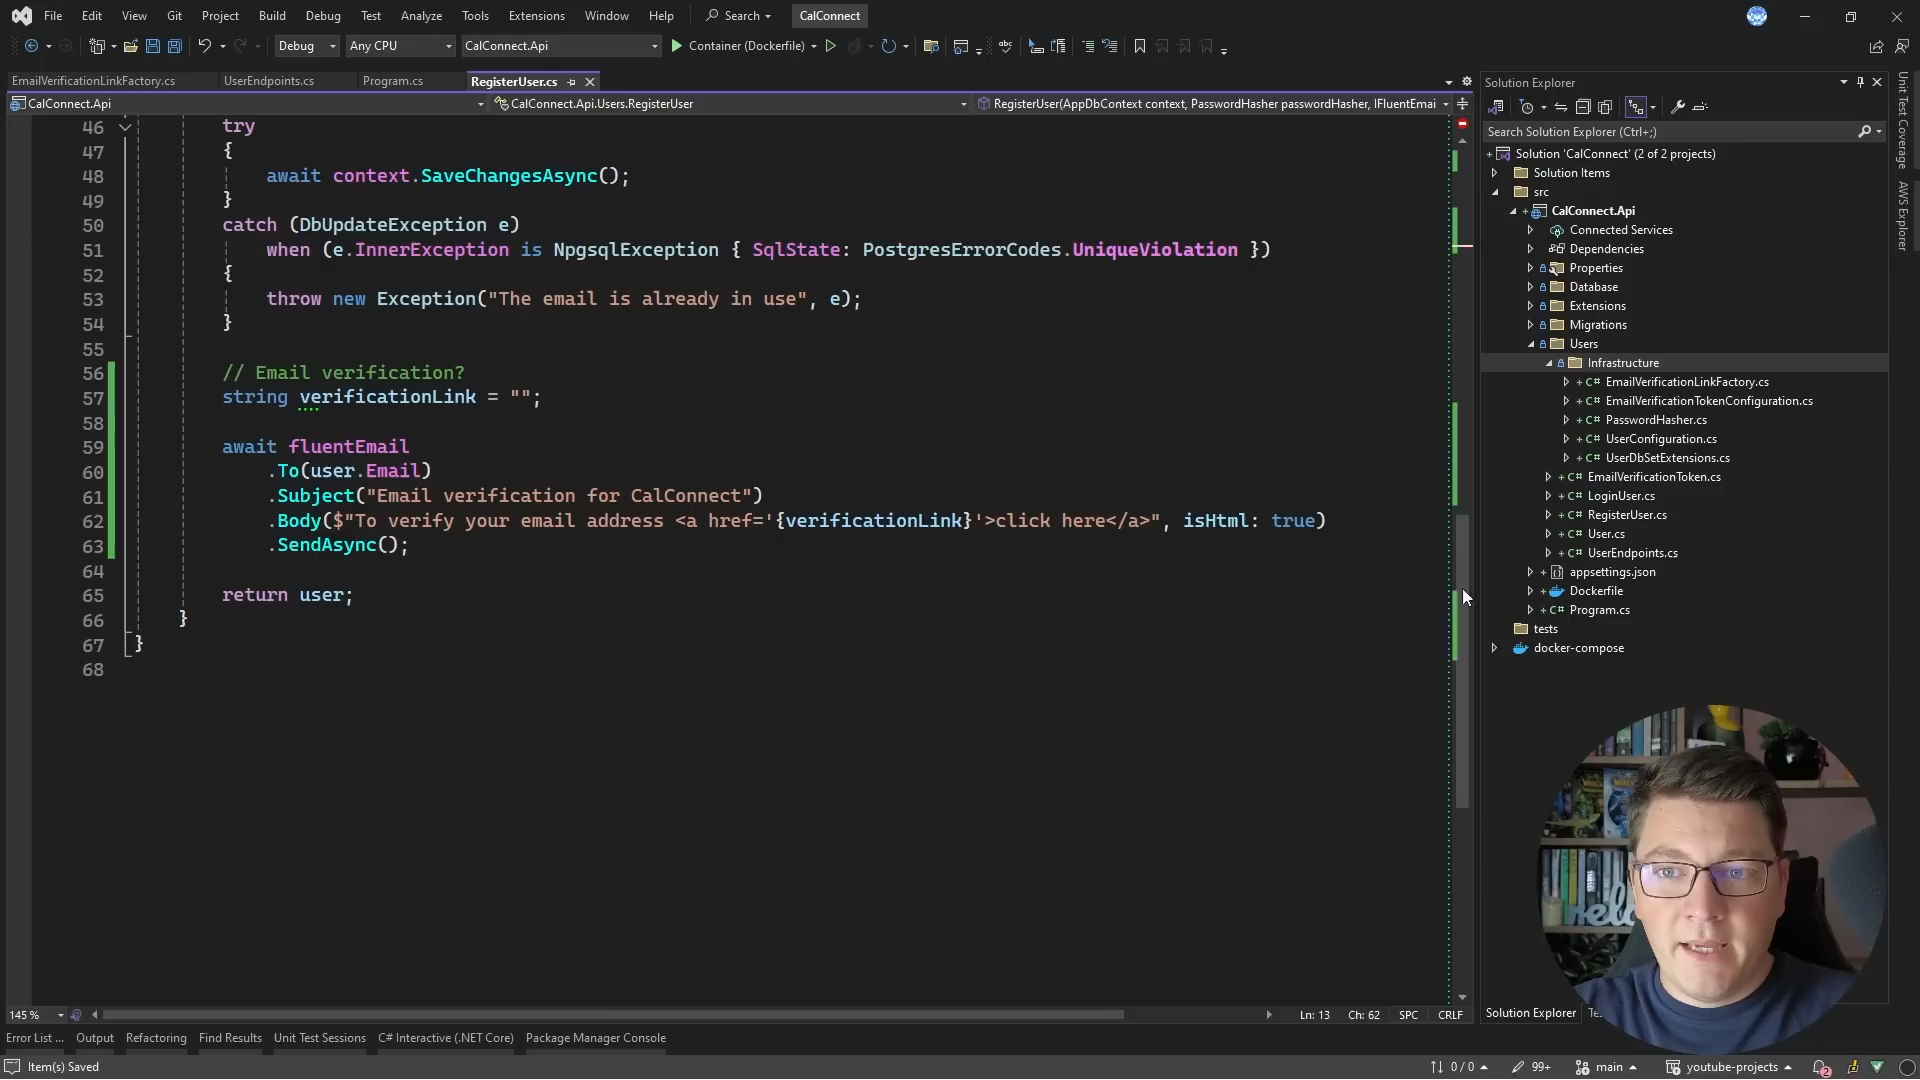 File Edit View Git Project Build Debug Test Analyze Tools Extensions Window Help Search CalConnect
Debug Any CPU CalConnect.Api Container (Dockerfile)
EmailVerificationLinkFactory.cs UserEndpoints.cs Program.cs RegisterUser.cs
CalConnect.Api CalConnect.Api.Users.RegisterUser RegisterUser(AppDbContext context, PasswordHasher passwordHasher, IFluentEmai
46 try
47 {
48 await context.SaveChangesAsync();
49 }
50 catch (DbUpdateException e)
51 when (e.InnerException is NpgsqlException { SqlState: PostgresErrorCodes.UniqueViolation })
52 {
53 throw new Exception("The email is already in use", e);
54 }
55
56 // Email verification?
57 string verificationLink = "";
58
59 await fluentEmail
60 .To(user.Email)
61 .Subject("Email verification for CalConnect")
62 .Body($"To verify your email address <a href='{verificationLink}'>click here</a>", isHtml: true)
63 .SendAsync();
64
65 return user;
66 }
67 }
68
145 % Ln: 13 Ch: 62 SPC CRLF
Solution Explorer
Search Solution Explorer (Ctrl+;)
Solution 'CalConnect' (2 of 2 projects)
Solution Items
src
CalConnect.Api
Connected Services
Dependencies
Properties
Database
Extensions
Migrations
Users
Infrastructure
C# EmailVerificationLinkFactory.cs
C# EmailVerificationTokenConfiguration.cs
C# PasswordHasher.cs
C# UserConfiguration.cs
C# UserDbSetExtensions.cs
C# EmailVerificationToken.cs
C# LoginUser.cs
C# RegisterUser.cs
C# User.cs
C# UserEndpoints.cs
appsettings.json
Dockerfile
C# Program.cs
tests
docker-compose
Solution Explorer
Unit Test Coverage
AWS Explorer
Error List ... Output Refactoring Find Results Unit Test Sessions C# Interactive (.NET Core) Package Manager Console
Item(s) Saved 0 / 0 99+ main youtube-projects 2